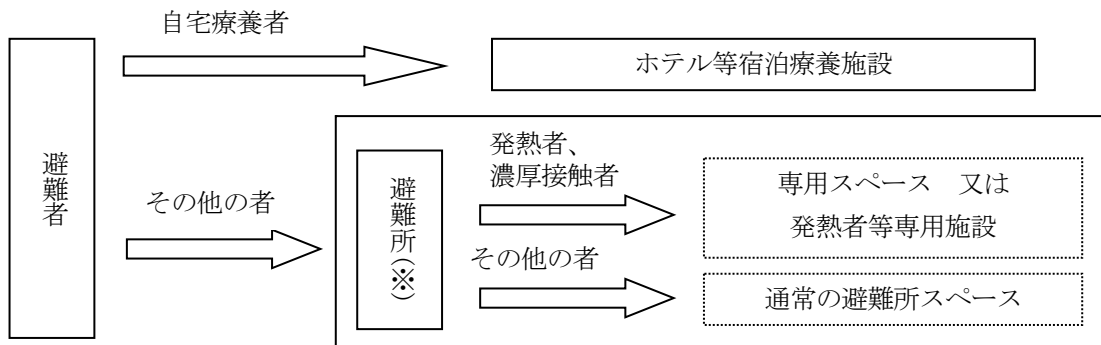 自宅療養者
ホテル等宿泊療養施設
避難者
その他の者
避難所(※)
発熱者、
濃厚接触者
専用スペース　又は
発熱者等専用施設
その他の者
通常の避難所スペース